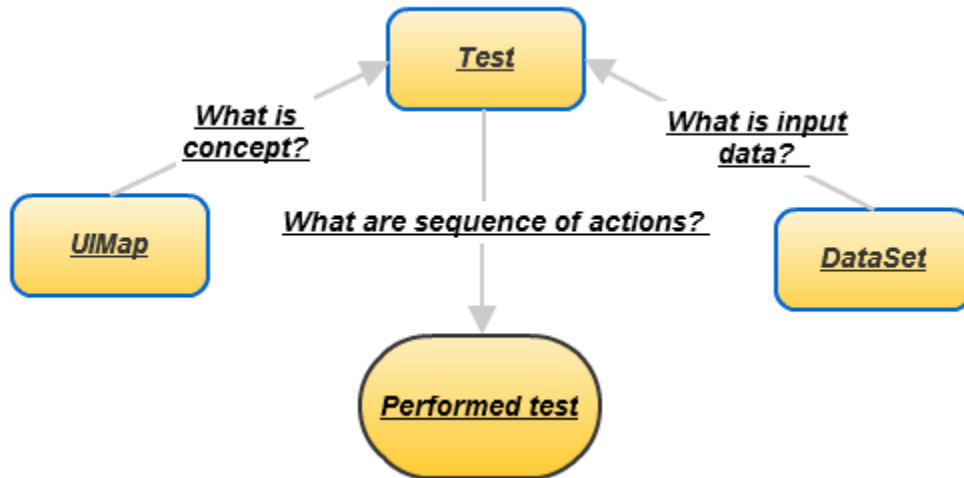 Test
What is
concept?
What is input
data?
UIMap
What are sequence of actions?
DataSet
Performed test